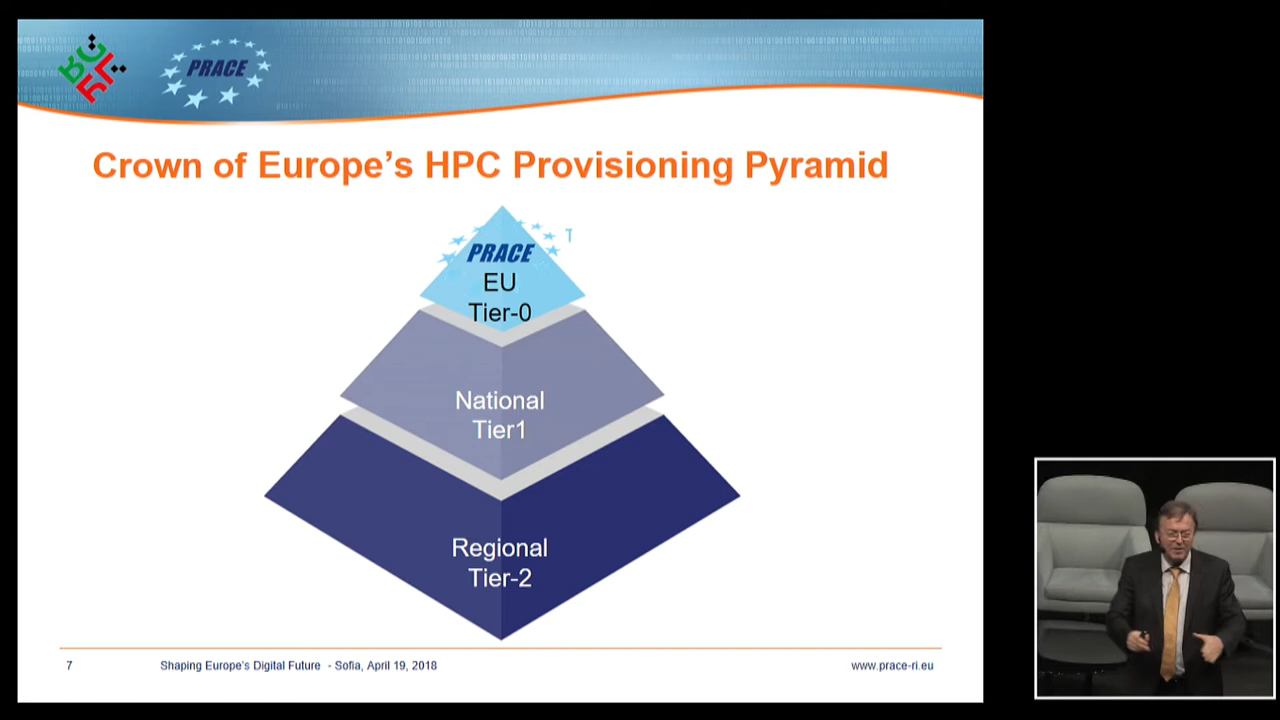 PRACE
Crown of Europe's HPC Provisioning Pyramid
T
PRACE
EU
Tier-0
National
Tier1
Regional
Tier-2
7 Shaping Europe's Digital Future - Sofia, April 19, 2018 www.prace-ri.eu